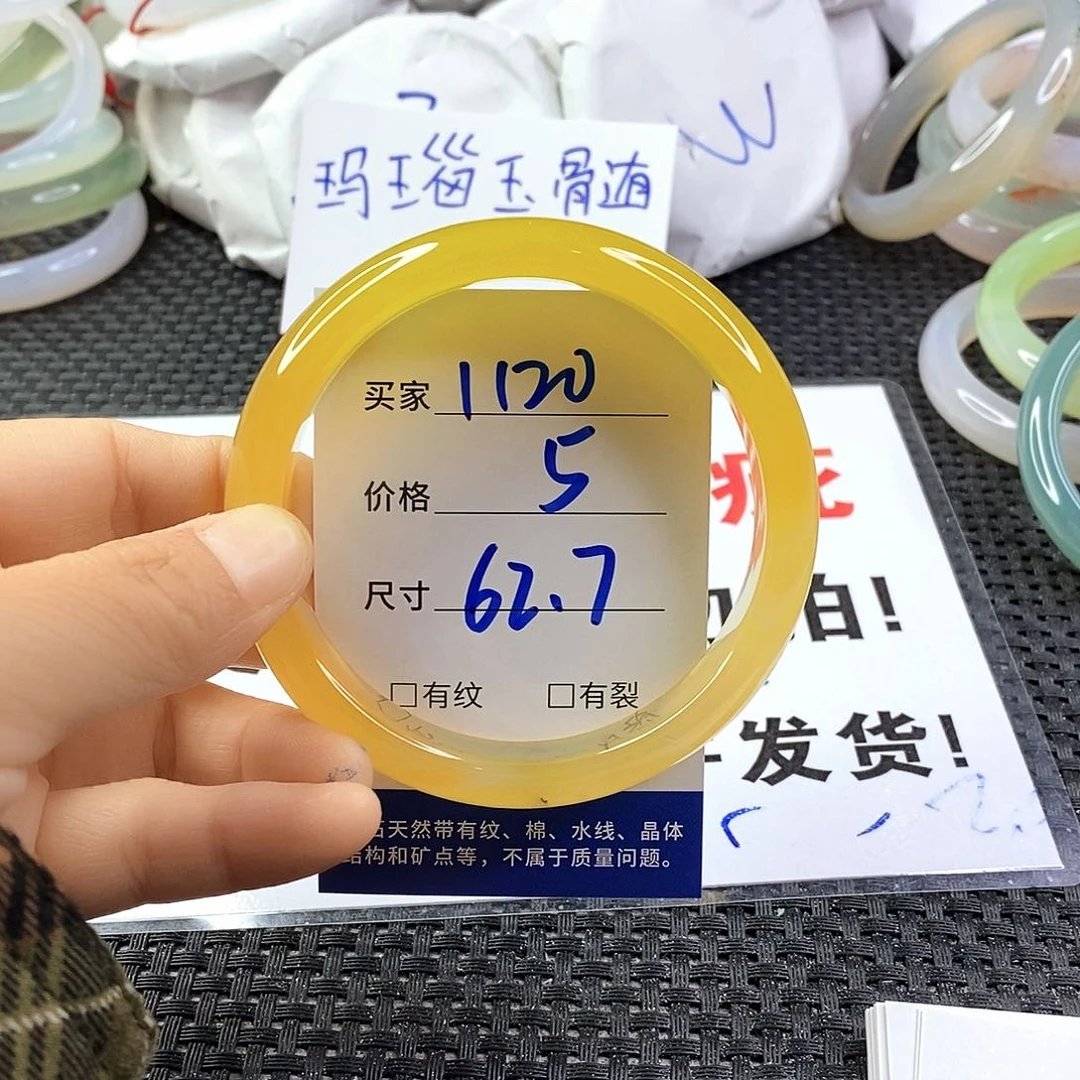 玛瑙玉骨髓
买家 1120
价格 5
尺寸 62.7
□有纹 □有裂
疵
拍!
发货!
石天然带有纹、棉、水线、晶体
结构和矿点等，不属于质量问题。